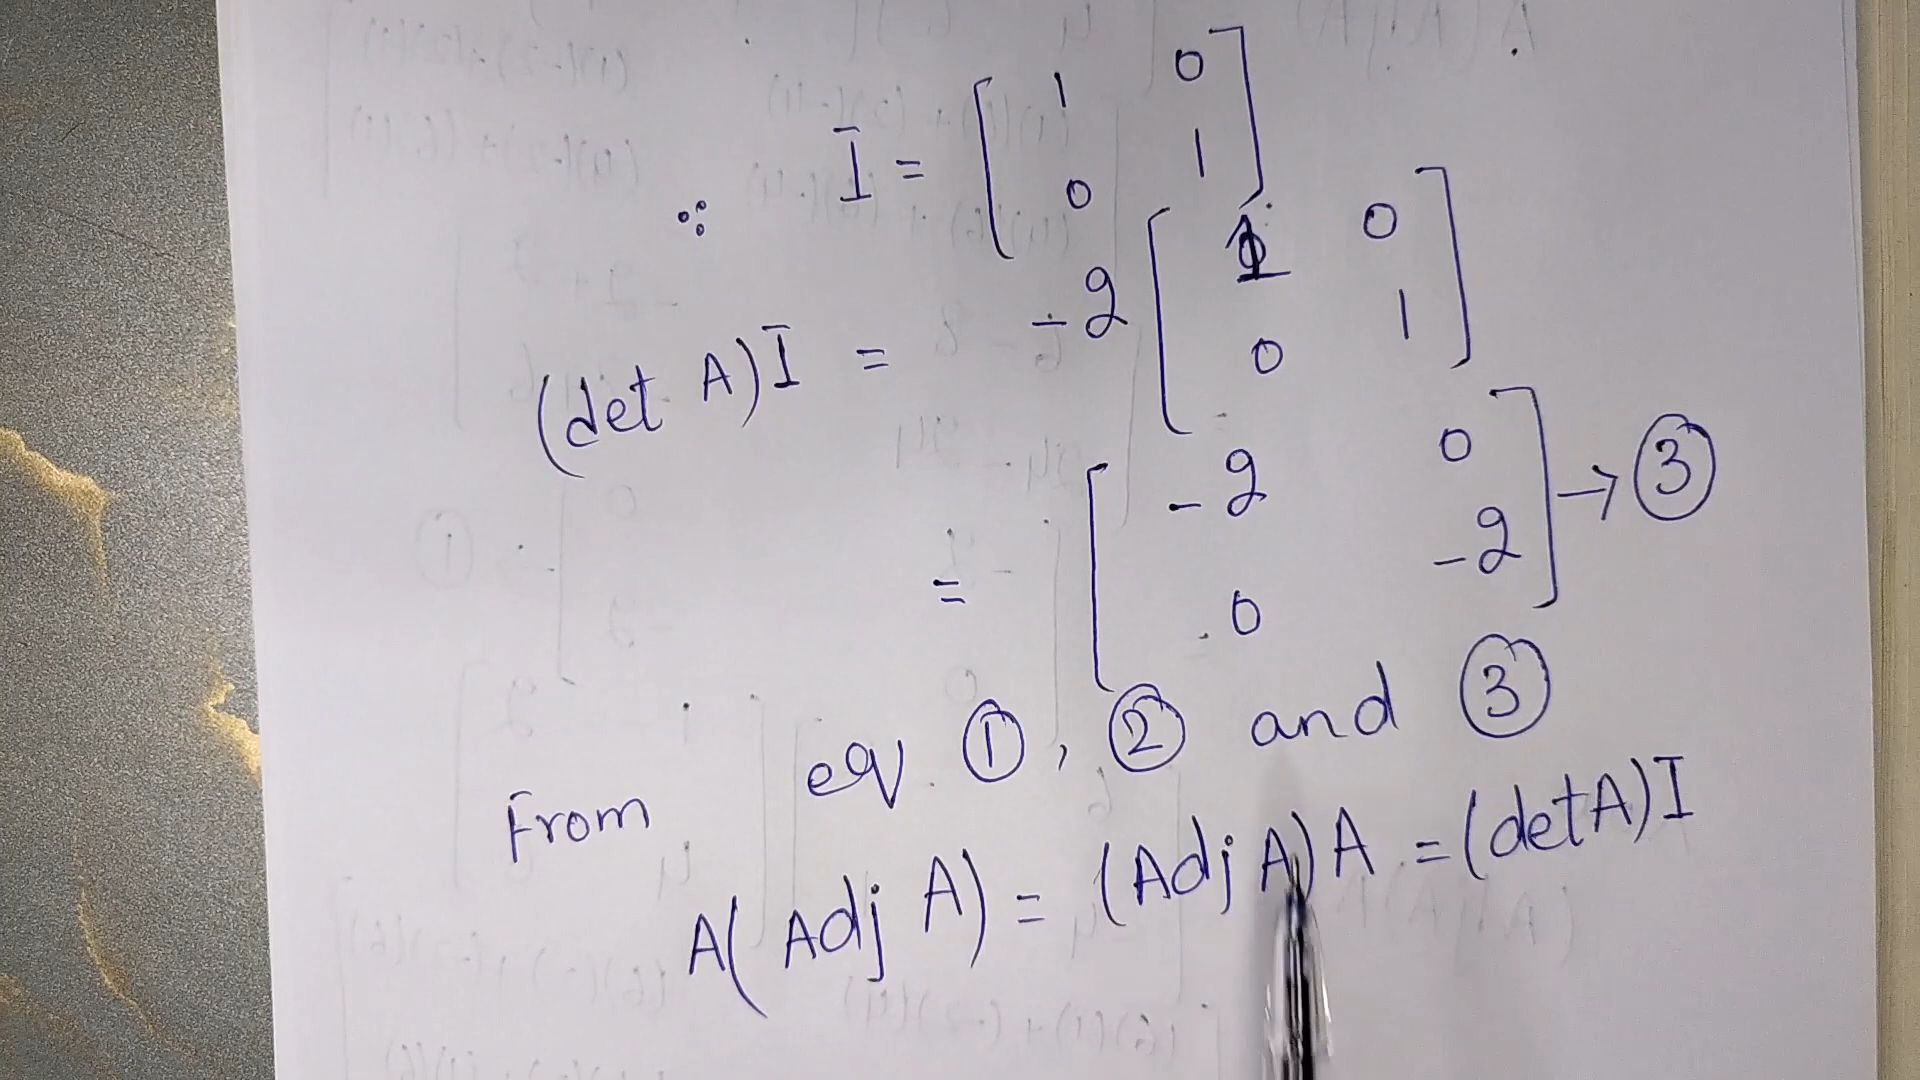 ∵ I = [ 1 0
0 1 ]
(det A)I = -2 [ 1 0
0 1 ]
= [ -2 0
0 -2 ] → ③
From eq. ①, ② and ③
A( Adj A) = (Adj A)A = (det A)I